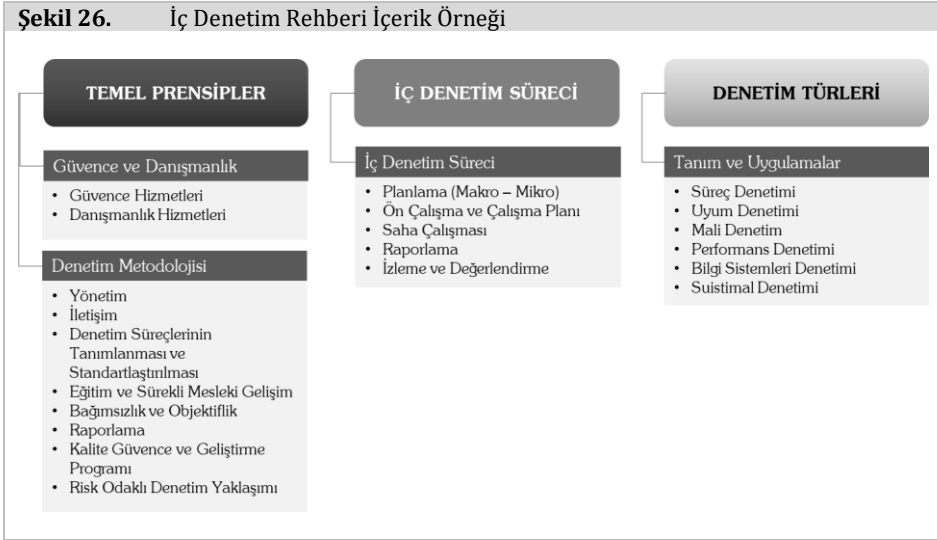 Şekil 26. İç Denetim Rehberi İçerik Örneği
TEMEL PRENSİPLER
Güvence ve Danışmanlık
• Güvence Hizmetleri
• Danışmanlık Hizmetleri
Denetim Metodolojisi
• Yönetim
• İletişim
• Denetim Süreçlerinin
Tanımlanması ve
Standartlaştırılması
• Eğitim ve Sürekli Mesleki Gelişim
• Bağımsızlık ve Objektiflik
• Raporlama
• Kalite Güvence ve Geliştirme
Programı
• Risk Odaklı Denetim Yaklaşımı
İÇ DENETİM SÜRECİ
İç Denetim Süreci
• Planlama (Makro – Mikro)
• Ön Çalışma ve Çalışma Planı
• Saha Çalışması
• Raporlama
• İzleme ve Değerlendirme
DENETİM TÜRLERİ
Tanım ve Uygulamalar
• Süreç Denetimi
• Uyum Denetimi
• Mali Denetim
• Performans Denetimi
• Bilgi Sistemleri Denetimi
• Suistimal Denetimi